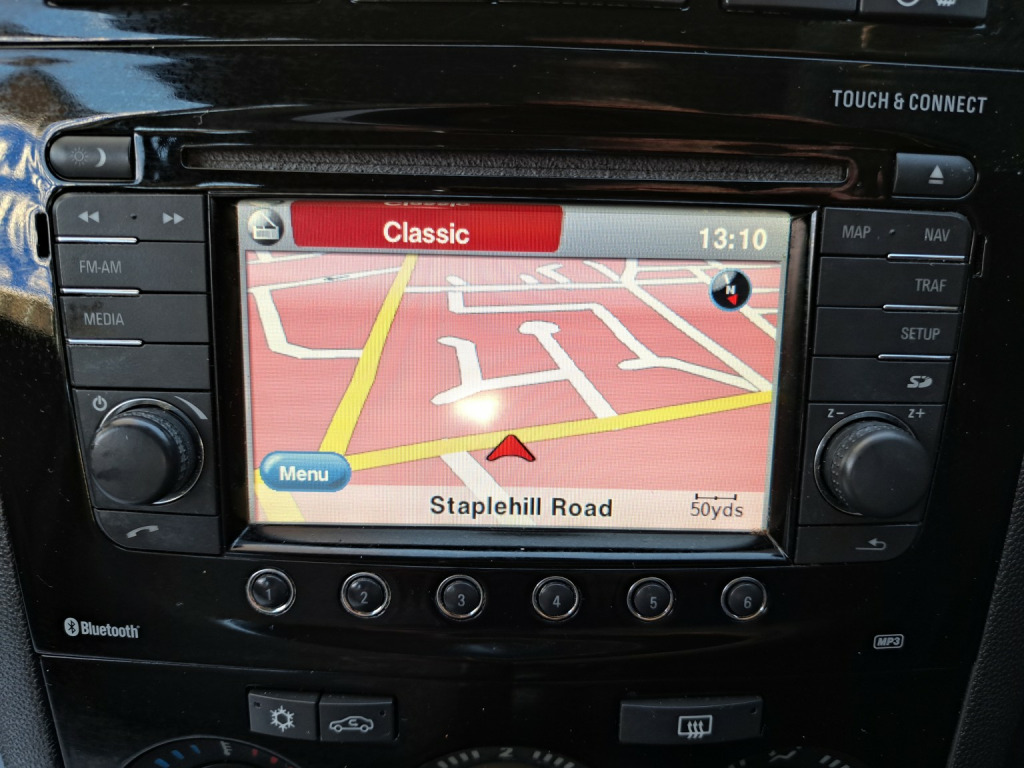 TOUCH & CONNECT
Classic
13:10
N
MAP
NAV
FM-AM
TRAF
MEDIA
SETUP
Z-
Z+
Menu
Staplehill Road
50yds
1
2
3
4
5
6
Bluetooth
MP3